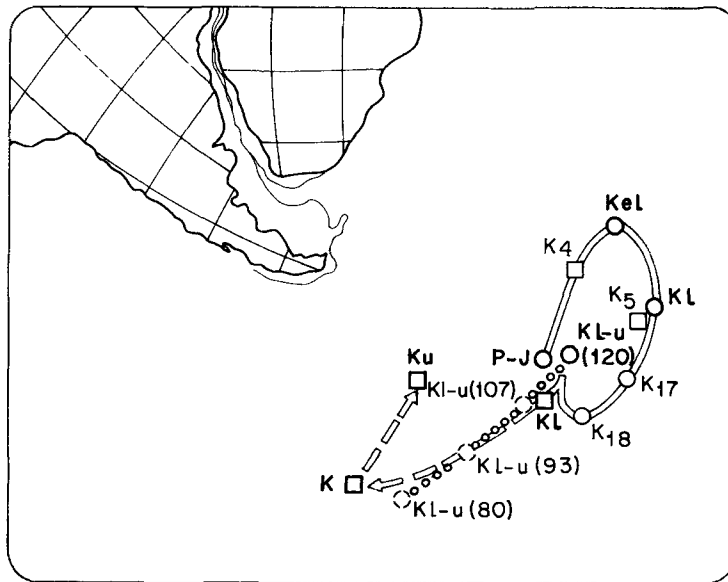 Kel
K4
K5
Kl
Kl-u
P-J
(120)
Ku
Kl-u(107)
K17
Kl
K18
Kl-u (93)
K
Kl-u (80)